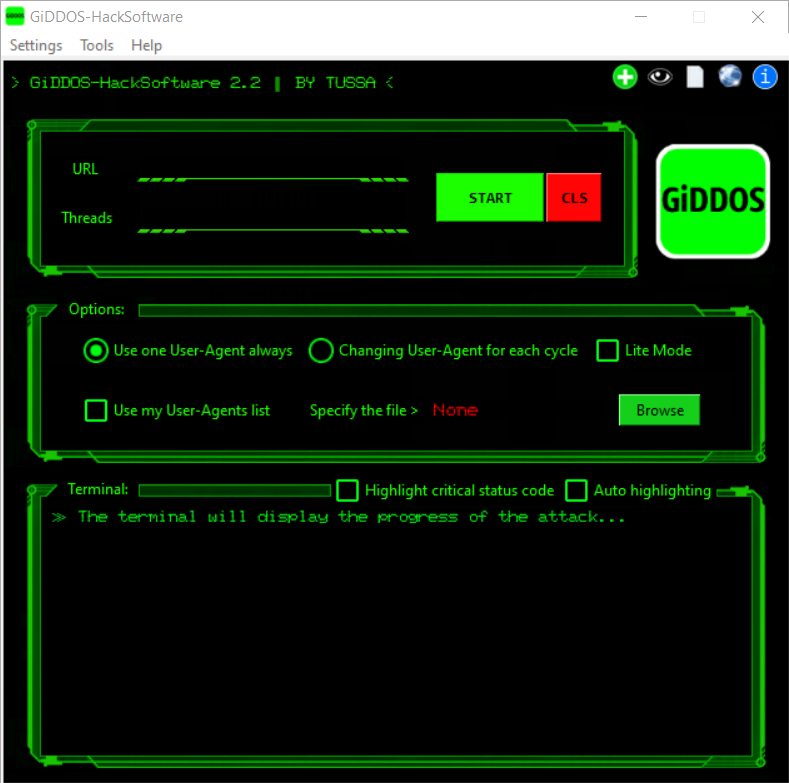 GiDDOS GiDDOS-HackSoftware
Settings Tools Help
> GiDDOS-HackSoftware 2.2 | BY TUSSA <
i
URL
START CLS
GiDDOS
Threads
Options:
Use one User-Agent always Changing User-Agent for each cycle Lite Mode
Use my User-Agents list Specify the file > None Browse
Terminal: Highlight critical status code Auto highlighting
≫ The terminal will display the progress of the attack...